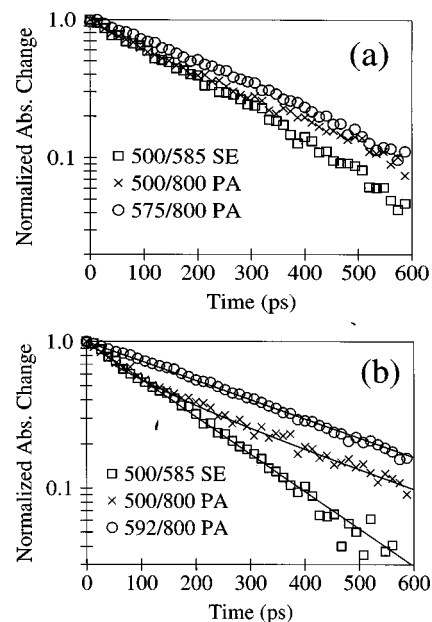 (a)
Normalized Abs. Change
1.0
0.1
□ 500/585 SE
× 500/800 PA
○ 575/800 PA
0 100 200 300 400 500 600
Time (ps)
(b)
Normalized Abs. Change
1.0
0.1
□ 500/585 SE
× 500/800 PA
○ 592/800 PA
0 100 200 300 400 500 600
Time (ps)